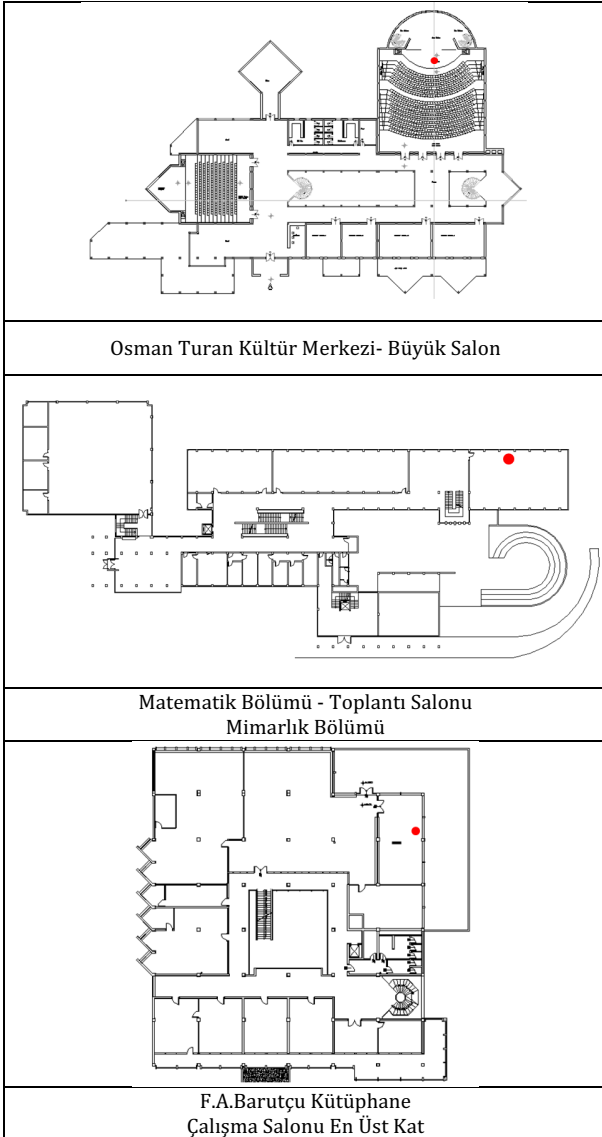 Osman Turan Kültür Merkezi- Büyük Salon
Matematik Bölümü - Toplantı Salonu
Mimarlık Bölümü
F.A.Barutçu Kütüphane
Çalışma Salonu En Üst Kat